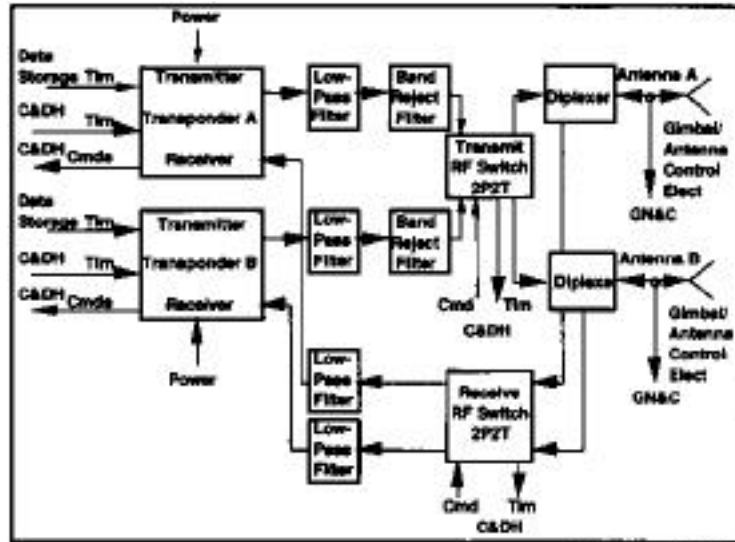 Power
Data
Storage Tlm
C&DH
Tlm
C&DH
Cmds
Transmitter
Transponder A
Receiver
Low-
Pass
Filter
Band
Reject
Filter
Transmit
RF Switch
2P2T
Diplexer
Antenna A
Gimbal/
Antenna
Control
Elect
GN&C
Data
Storage Tlm
C&DH
Tlm
C&DH
Cmds
Transmitter
Transponder B
Receiver
Power
Low-
Pass
Filter
Band
Reject
Filter
Cmd
Tlm
C&DH
Diplexe
Antenna B
Gimbal/
Antenna
Control
Elect
GN&C
Low-
Pass
Filter
Low-
Pass
Filter
Receive
RF Switch
2P2T
Cmd
Tlm
C&DH